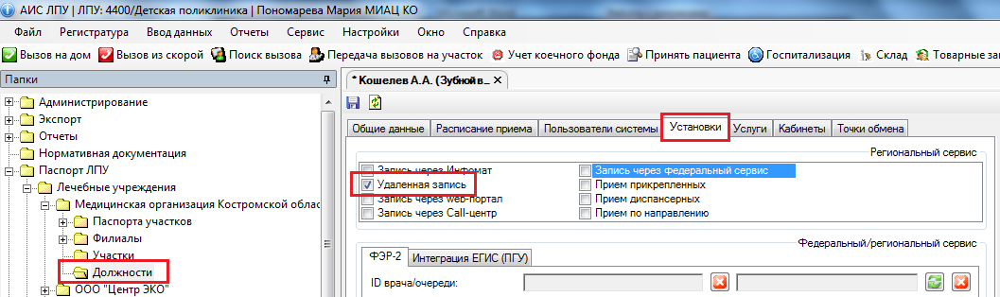 АИС ЛПУ | ЛПУ: 4400/Детская поликлиника | Пономарева Мария МИАЦ КО
Файл Регистратура Ввод данных Отчеты Сервис Настройки Окно Справка
Вызов на дом Вызов из скорой Поиск вызова Передача вызовов на участок Учет коечного фонда Принять пациента Госпитализация Склад Товарные за
Папки
Администрирование
Экспорт
Отчеты
Нормативная документация
Паспорт ЛПУ
Лечебные учреждения
Медицинская организация Костромской облас
Паспорта участков
Филиалы
Участки
Должности
ООО "Центр ЭКО"
* Кошелев А.А. (Зубной в...
Общие данные Расписание приема Пользователи системы Установки Услуги Кабинеты Точки обмена
Региональный сервис
Запись через Инфомат Запись через Федеральный сервис
Удаленная запись Прием прикрепленных
Запись через web-портал Прием диспансерных
Запись через Call-центр Прием по направлению
Федеральный/региональный сервис
ФЭР-2 Интеграция ЕГИС (ПГУ)
ID врача/очереди: